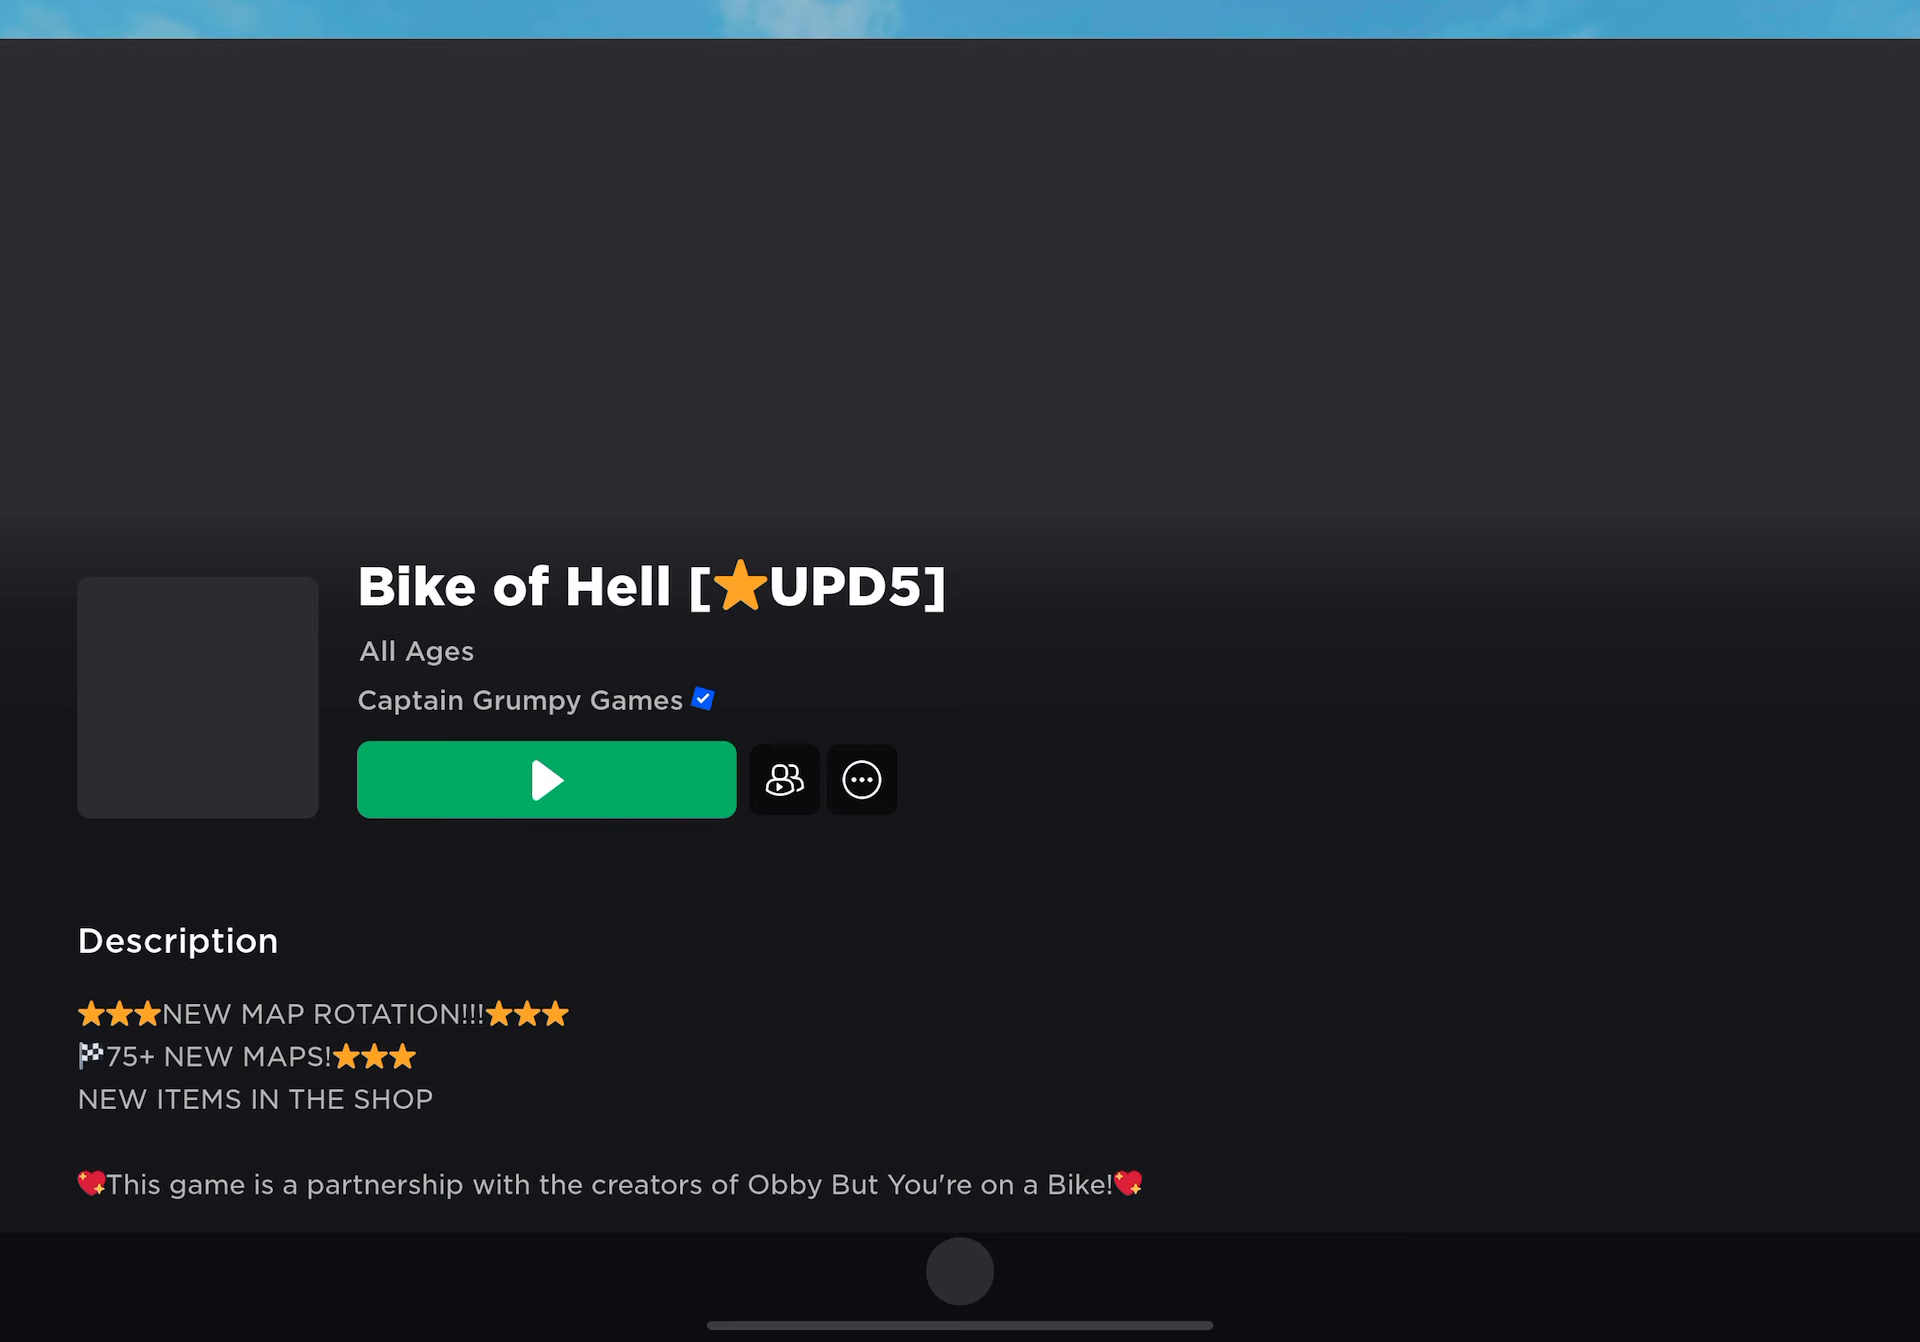 Bike of Hell [⭐UPD5]
All Ages
Captain Grumpy Games
Description
⭐⭐⭐NEW MAP ROTATION!!!⭐⭐⭐
🏁75+ NEW MAPS!⭐⭐⭐
NEW ITEMS IN THE SHOP
💖This game is a partnership with the creators of Obby But You're on a Bike!💖